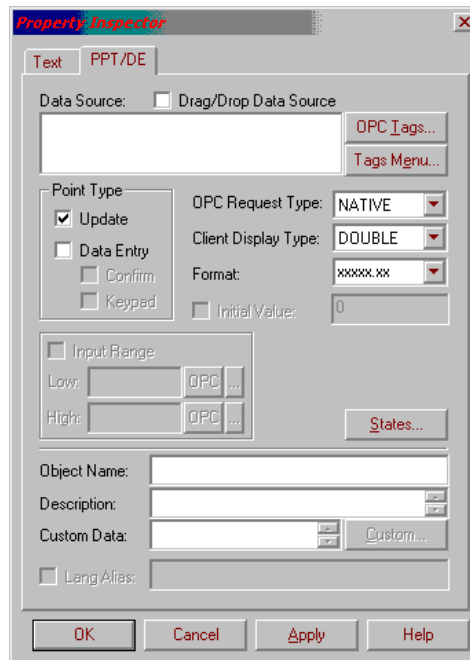 Property Inspector
Text PPT/DE
Data Source: Drag/Drop Data Source
OPC Tags...
Tags Menu...
Point Type
Update
OPC Request Type: NATIVE
Data Entry
Client Display Type: DOUBLE
Confirm
Format: xxxxx.xx
Keypad
Initial Value: 0
Input Range
Low: OPC ...
High: OPC ...
States...
Object Name:
Description:
Custom Data: Custom...
Lang Alias:
OK Cancel Apply Help